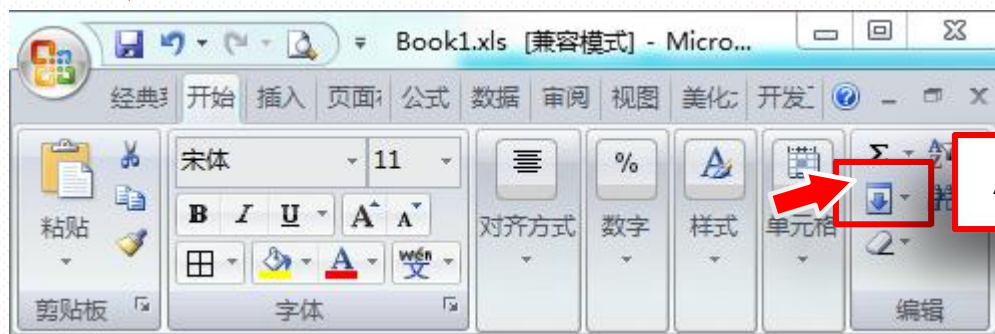 Book1.xls [兼容模式] - Micro...
经典 开始 插入 页面 公式 数据 审阅 视图 美化 开发
宋体 11
Σ
B I U A A
% A
粘贴
对齐方式 数字 样式 单元格
A wén 文
剪贴板 字体 编辑